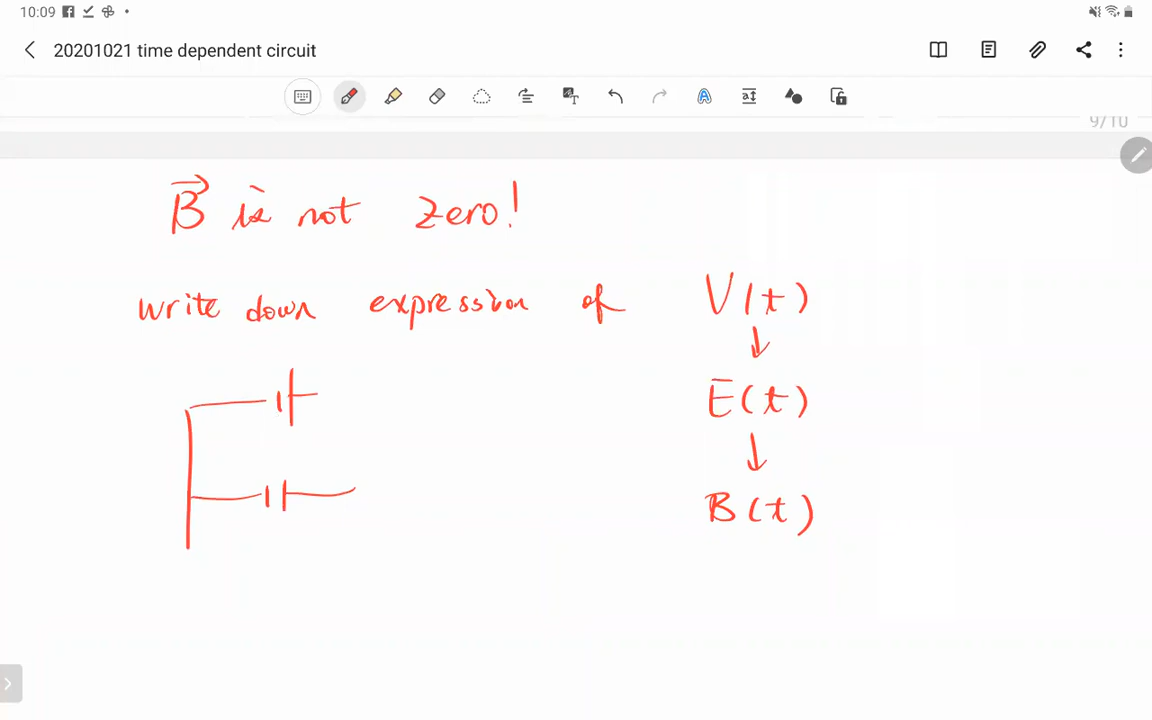 10:09
20201021 time dependent circuit
9/10
B⃗ is not zero!
write down expression of V(t)
↓
E(t)
↓
B(t)